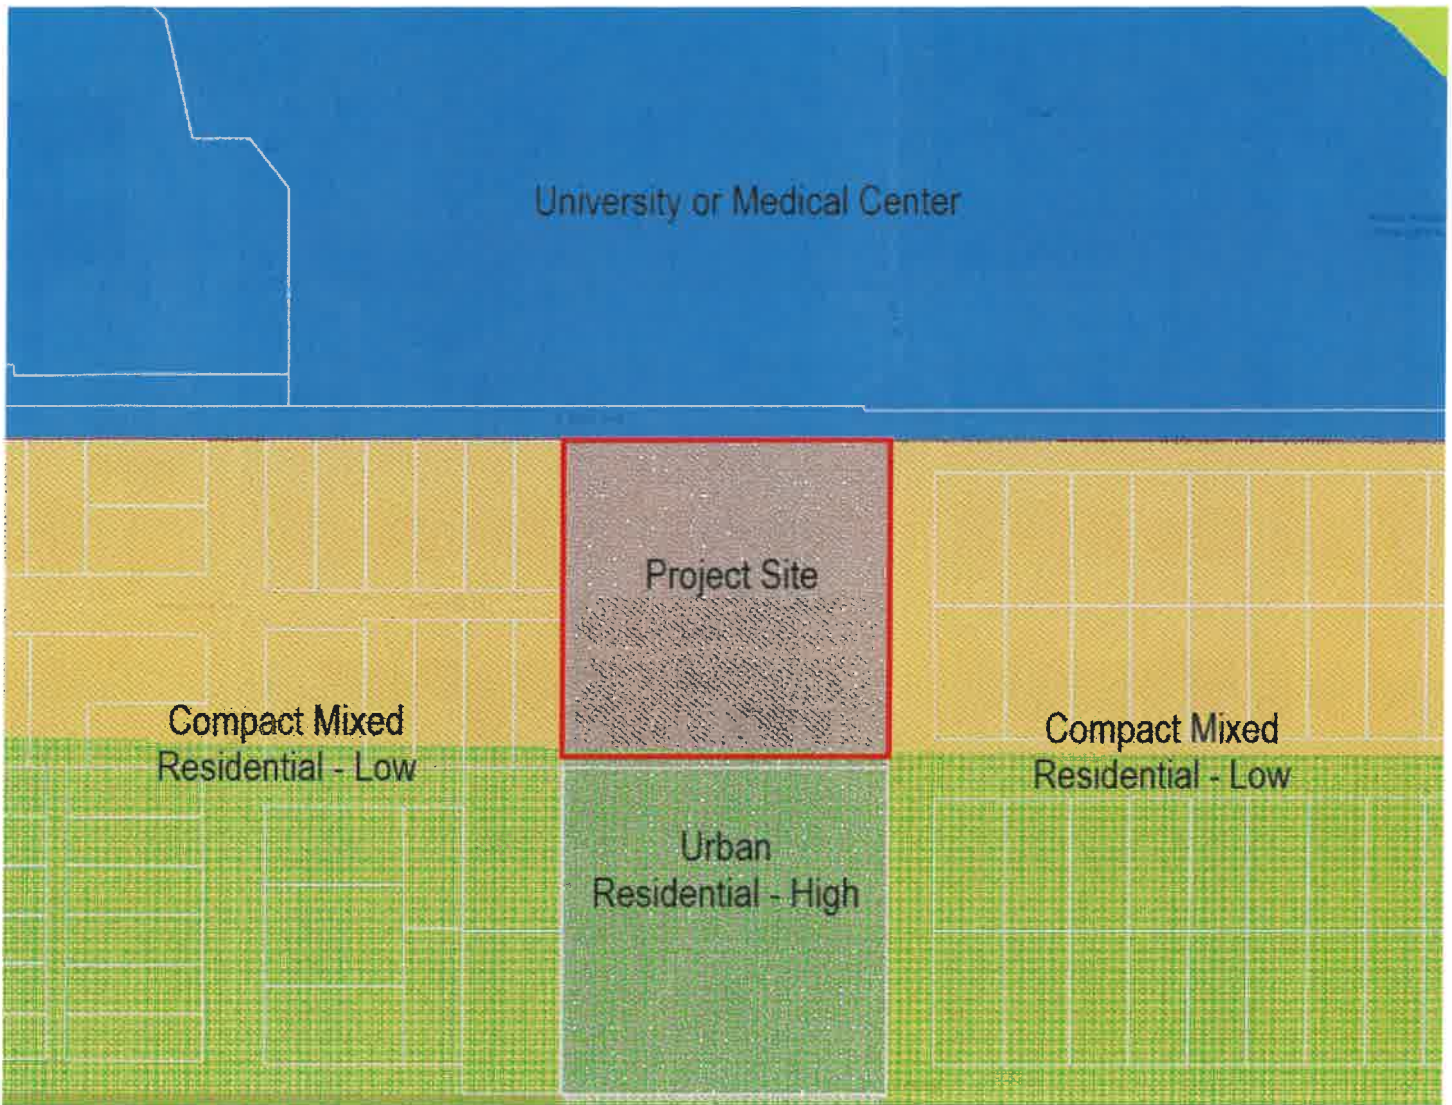 University or Medical Center
Project Site
Compact Mixed
Residential - Low
Compact Mixed
Residential - Low
Urban
Residential - High